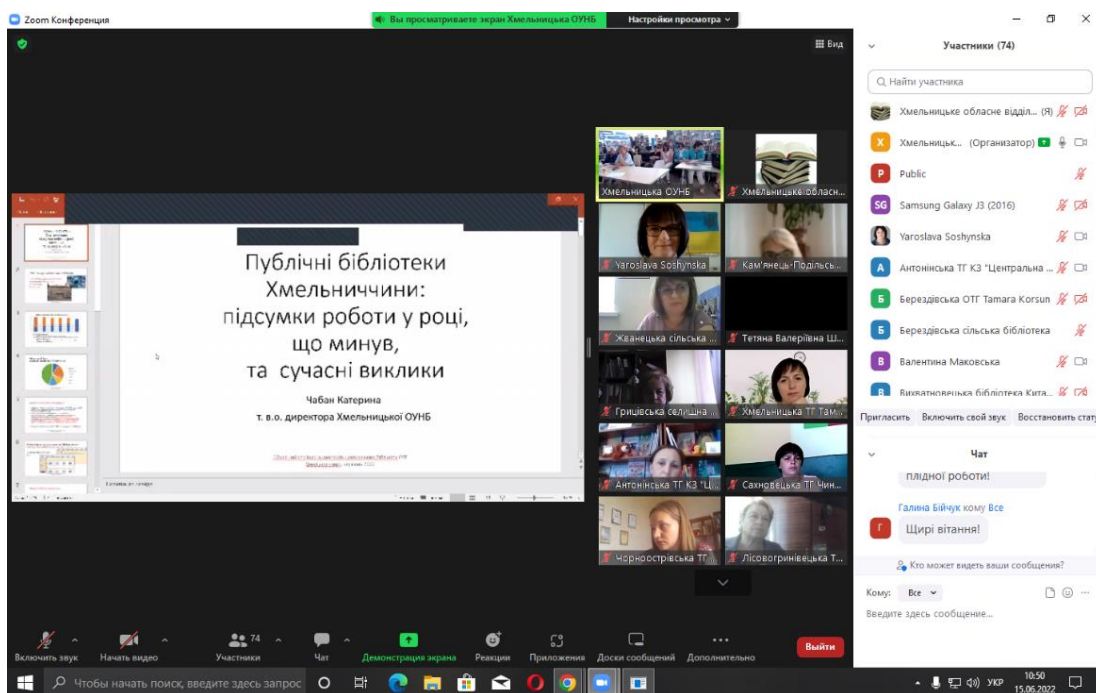 Zoom Конференция
Вы просматриваете экран Хмельницька ОУНБ
Настройки просмотра
Вид
Публічні бібліотеки
Хмельниччини:
підсумки роботи у році,
що минув,
та сучасні виклики
Чабан Катерина
т. в.о. директора Хмельницької ОУНБ
Хмельницька ОУНБ
Хмельницьке обласн...
Yaroslava Soshynska
Кам'янець-Подільсь...
Жванецька сільська ...
Тетяна Валеріївна Ш...
Грицівська селищна ...
Хмельницька ТГ Там...
Антонінська ТГ КЗ "Ц...
Сахновецька ТГ Чин...
Чорноострівська ТГ...
Лісовогринівецька Т...
Участники (74)
Найти участника
Хмельницьке обласне відділ... (Я)
X Хмельницьк... (Организатор)
P Public
SG Samsung Galaxy J3 (2016)
Yaroslava Soshynska
А Антонінська ТГ КЗ "Центральна ...
Б Берездівська ОТГ Tamara Korsun
Б Берездівська сільська бібліотека
В Валентина Маковська
В Вихватновецька бібліотека Кита...
Пригласить Включить свой звук Восстановить стату
Чат
плідної роботи!
Галина Бійчук кому Все
Г Щирі вітання!
Кто может видеть ваши сообщения?
Кому: Все
Введите здесь сообщение...
Включить звук Начать видео 74 Участники Чат Демонстрация экрана Реакции Приложения Доски сообщений Дополнительно Выйти
Чтобы начать поиск, введите здесь запрос
УКР
10:50
15.06.2022